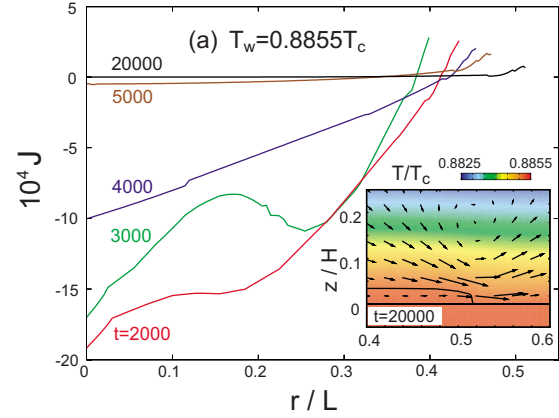 (a) T_w=0.8855T_c
5
0
-5
-10
-15
-20
10^4 J
20000
5000
4000
3000
t=2000
T/T_c
0.8825 0.8855
z / H
0.2
0.1
0
t=20000
0.4 0.5 0.6
0 0.1 0.2 0.3 0.4 0.5
r / L